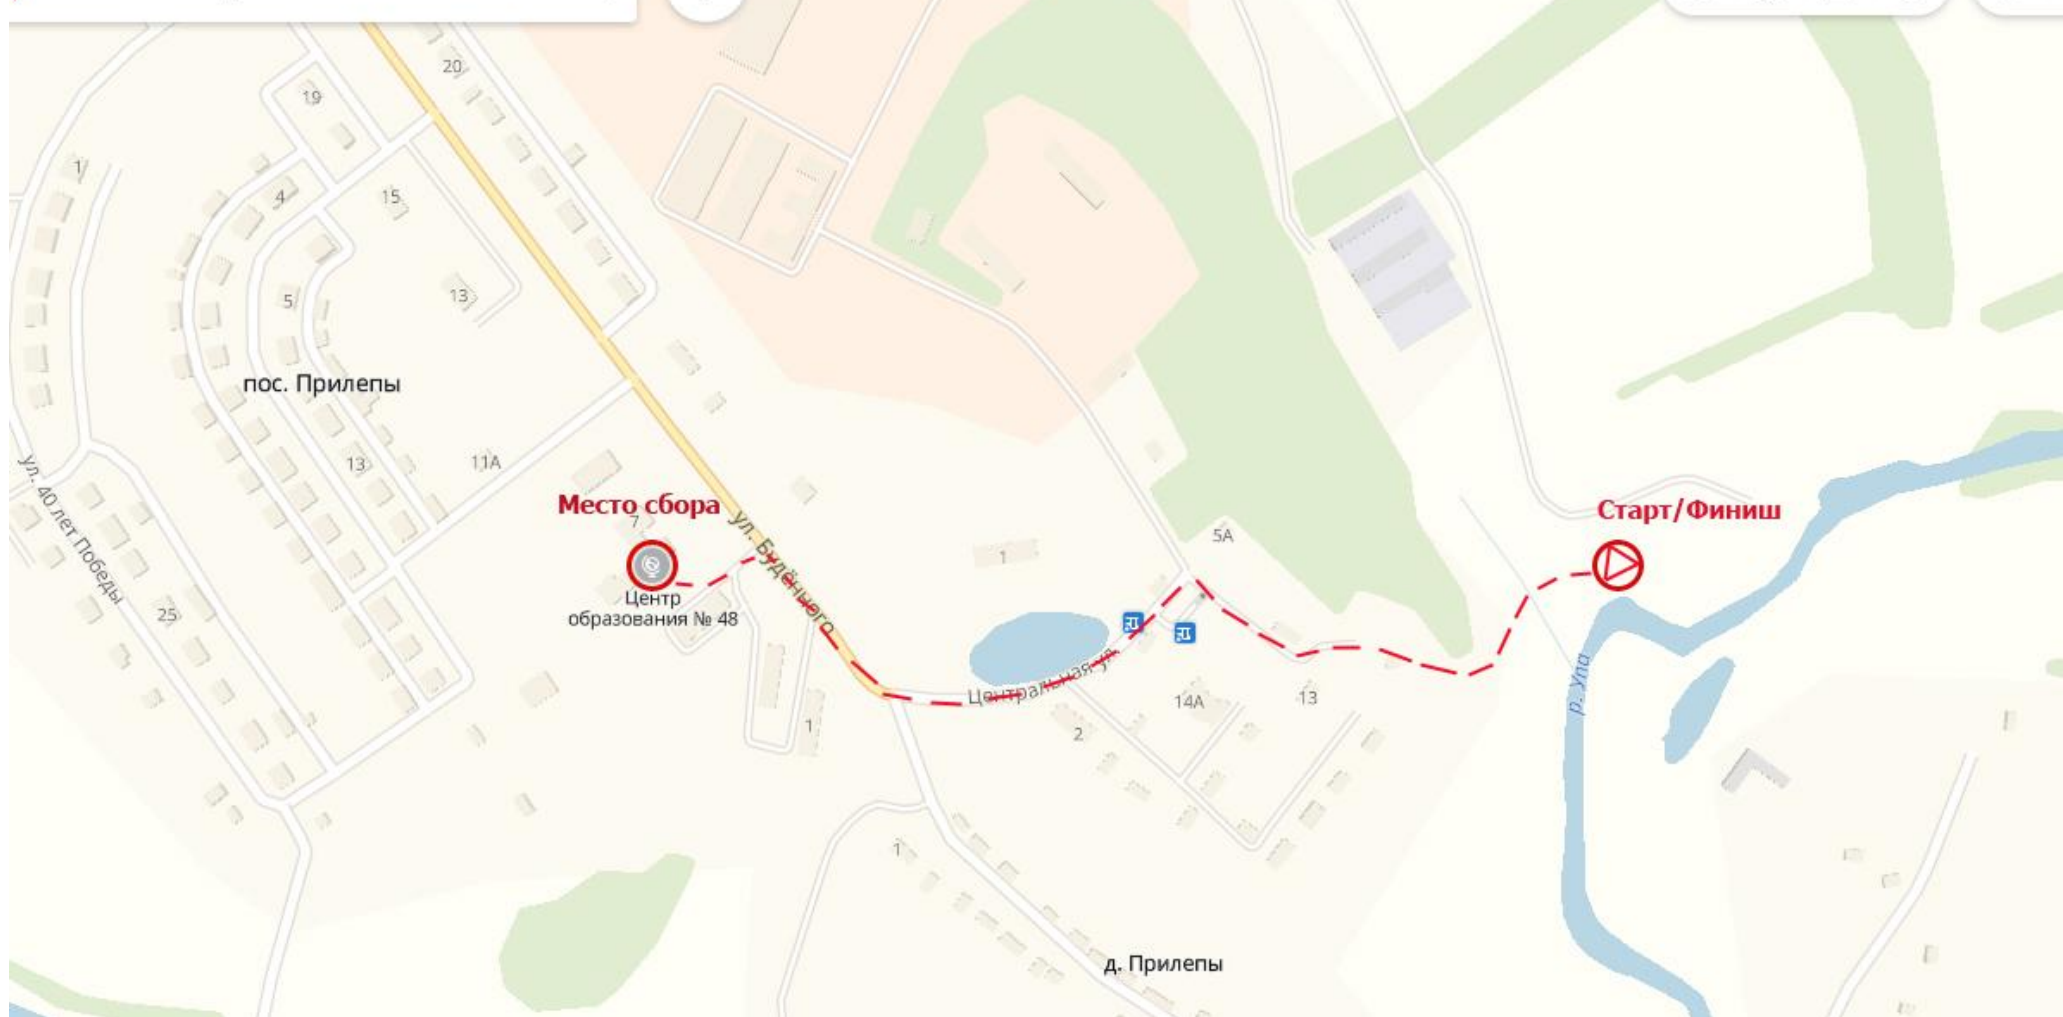 20
19
1
4
15
5
13
пос. Прилепы
13
11А
Место сбора
7
ул. Будённого
ул. 40 лет Победы
25
Центр
образования № 48
1
1
5А
Старт/Финиш
Центральная ул.
14А
13
2
р. Упа
1
д. Прилепы